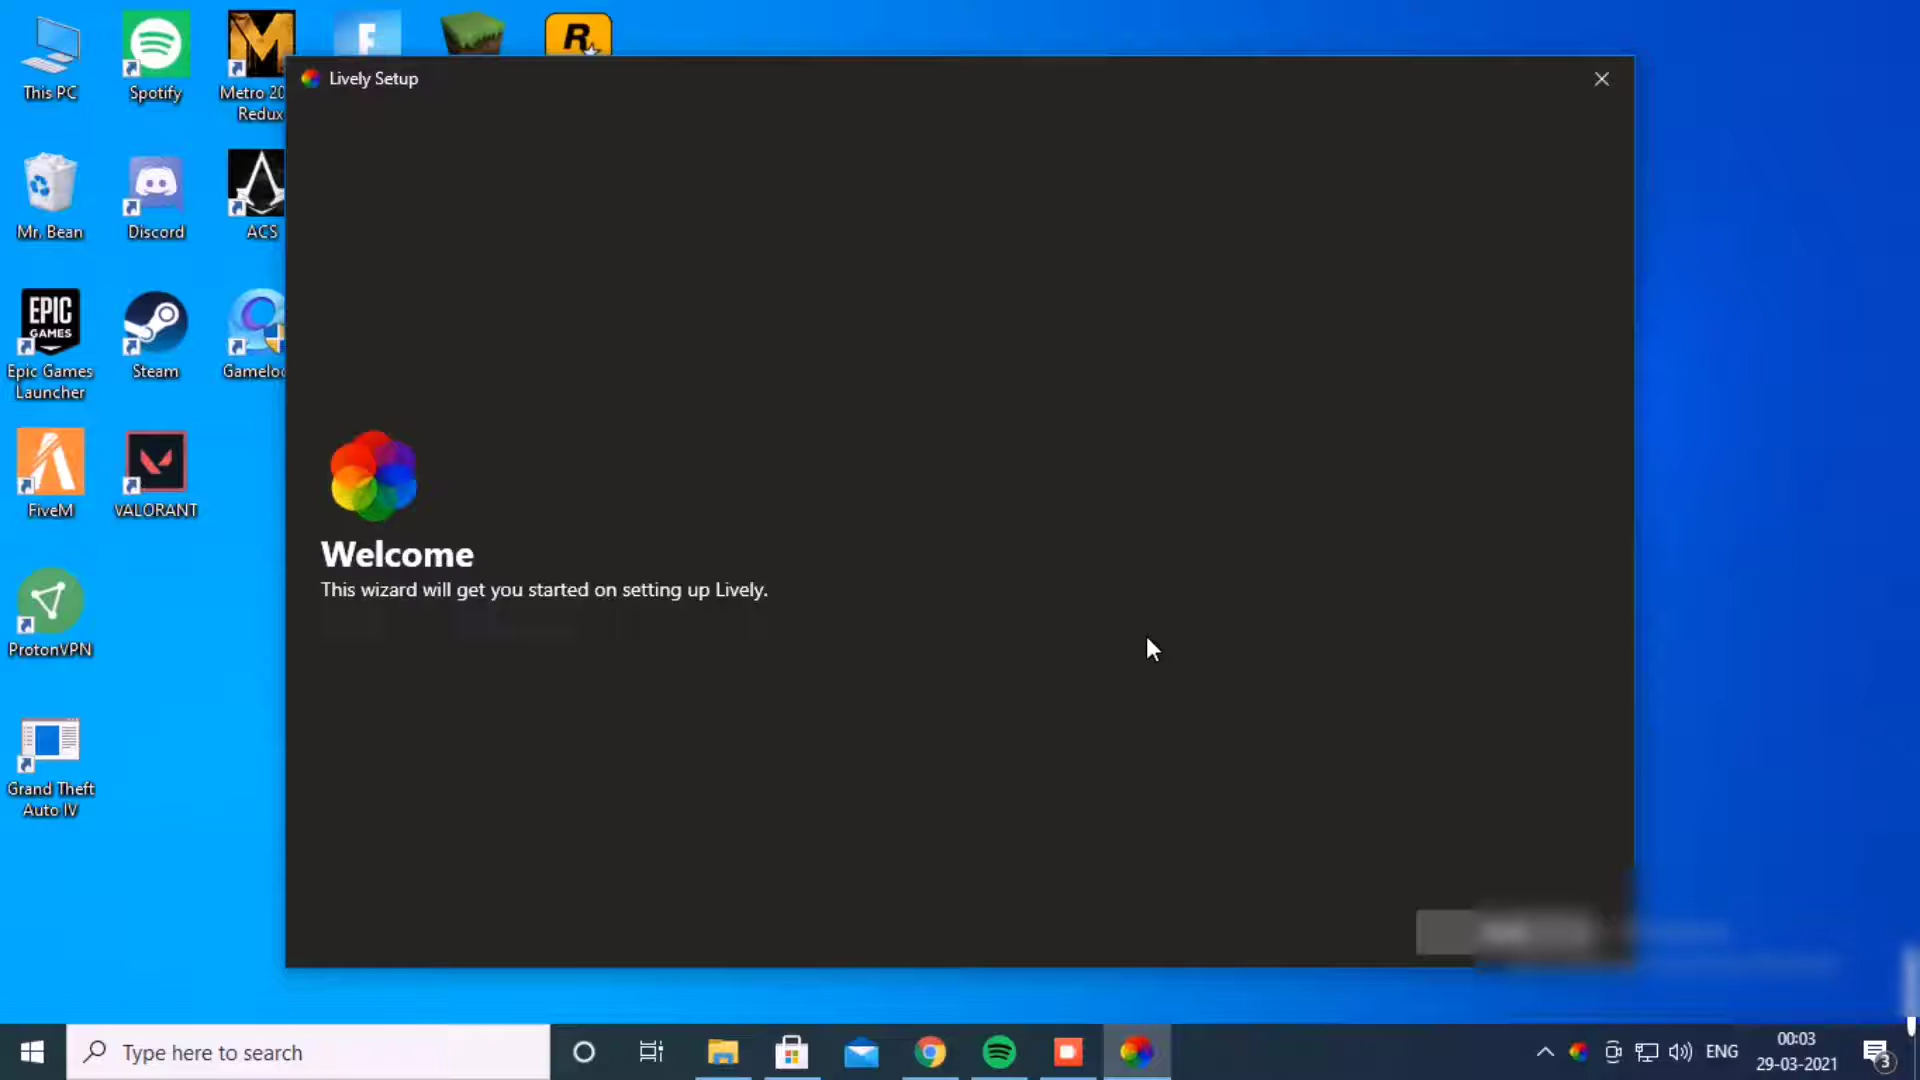 This PC
Spotify
Metro 20
Redux
Lively Setup
Mr. Bean
Discord
ACS
EPIC
GAMES
Epic Games
Launcher
Steam
Gameloo
FiveM
VALORANT
Welcome
This wizard will get you started on setting up Lively.
ProtonVPN
Grand Theft
Auto IV
Type here to search
ENG
00:03
29-03-2021
3